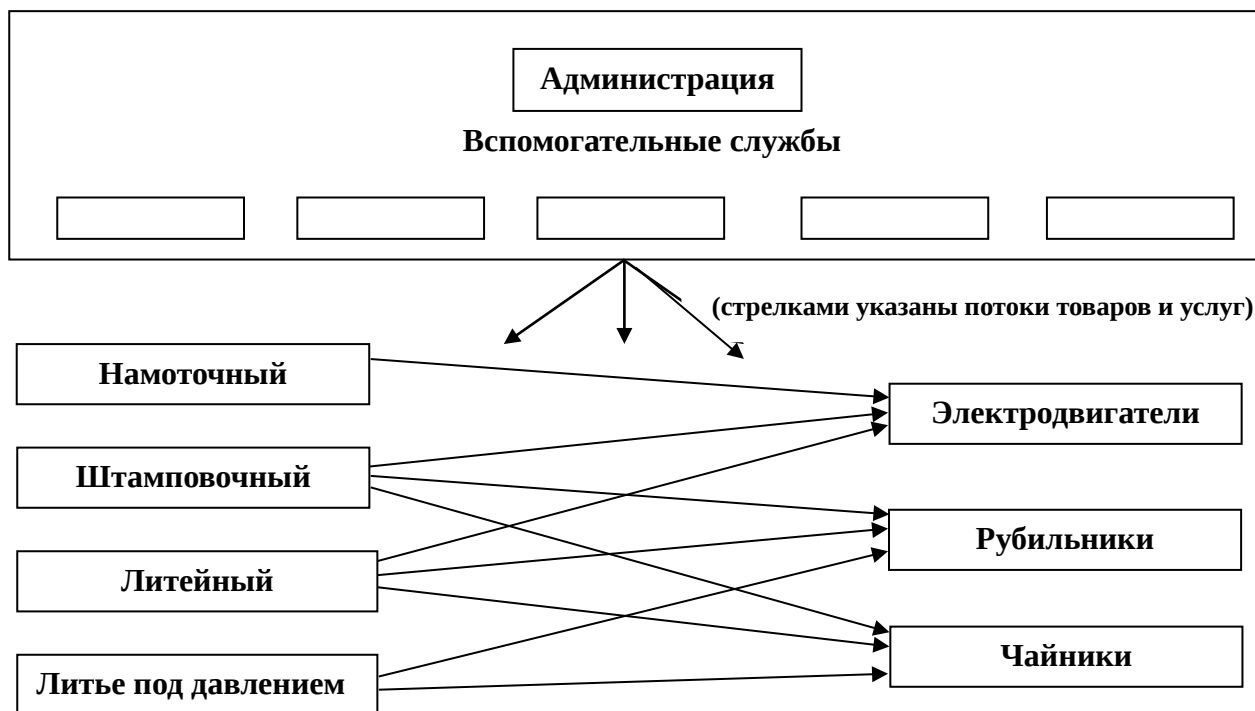 Администрация
Вспомогательные службы
(стрелками указаны потоки товаров и услуг)
Намоточный
Электродвигатели
Штамповочный
Рубильники
Литейный
Чайники
Литье под давлением